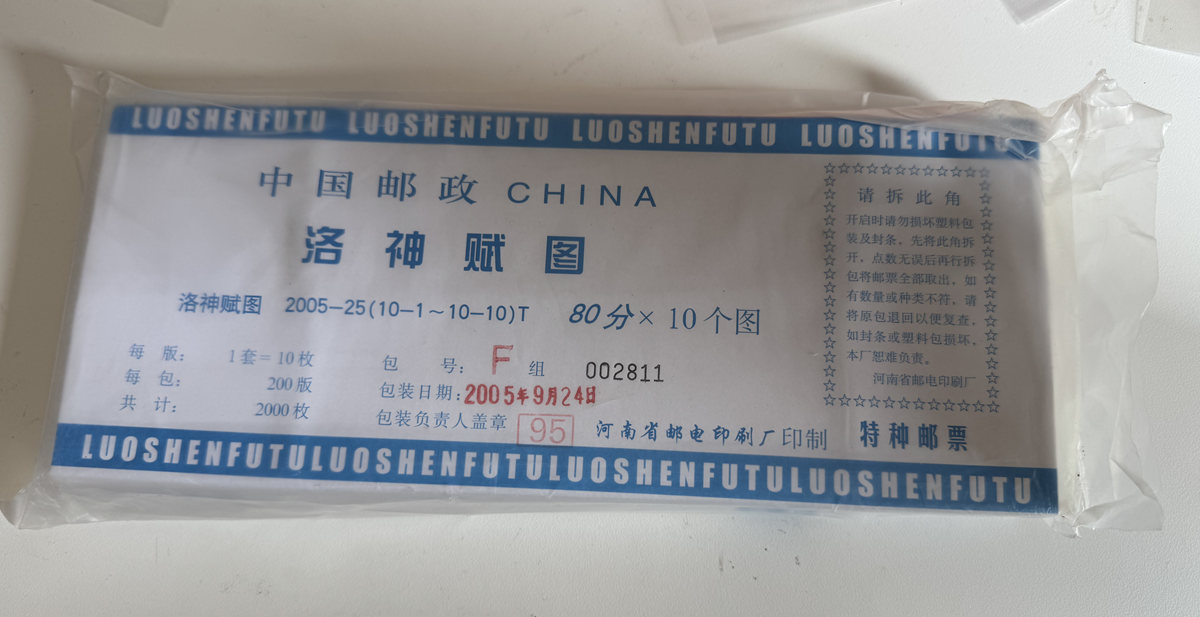 LUOSHENFUTU LUOSHENFUTU LUOSHENFUTU LUOSHENFUTU
中国邮政 CHINA
洛神赋图
洛神赋图 2005-25(10-1~10-10)T 80分×10个图
每 版: 1套=10枚
每 包: 200版
共 计: 2000枚
包 号: F 组 002811
包装日期: 2005年9月24日
包装负责人盖章 95 河南省邮电印刷厂印制
☆☆☆☆☆☆☆☆☆☆☆☆
请拆此角
开启时请勿损坏塑料包
装及封条,先将此角拆
开,点数无误后再行拆
包将邮票全部取出,如
有数量或种类不符,请
将原包退回以便复查,
如封条或塑料包损坏,
本厂恕难负责。
河南省邮电印刷厂
☆☆☆☆☆☆☆☆☆☆☆☆
特种邮票
LUOSHENFUTULUOSHENFUTULUOSHENFUTULUOSHENFUTU